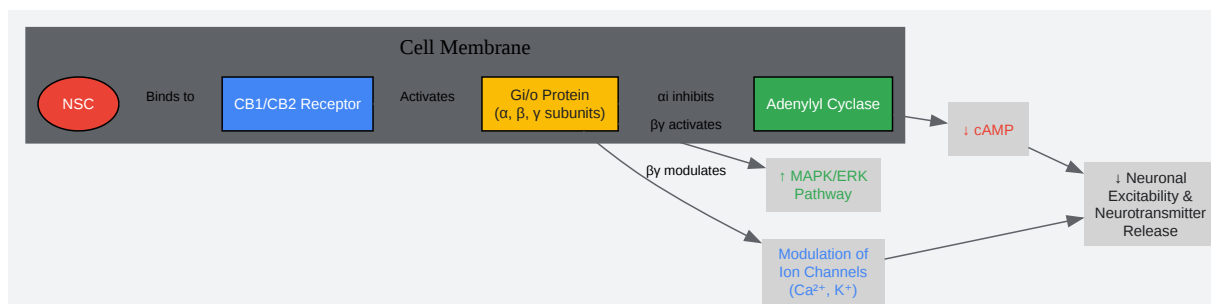 Cell Membrane
NSC
Binds to
CB1/CB2 Receptor
Activates
Gi/o Protein
(α, β, γ subunits)
αi inhibits
βγ activates
Adenylyl Cyclase
↓ cAMP
βγ modulates
↑ MAPK/ERK
Pathway
↓ Neuronal
Excitability &
Neurotransmitter
Release
Modulation of
Ion Channels
(Ca²⁺, K⁺)